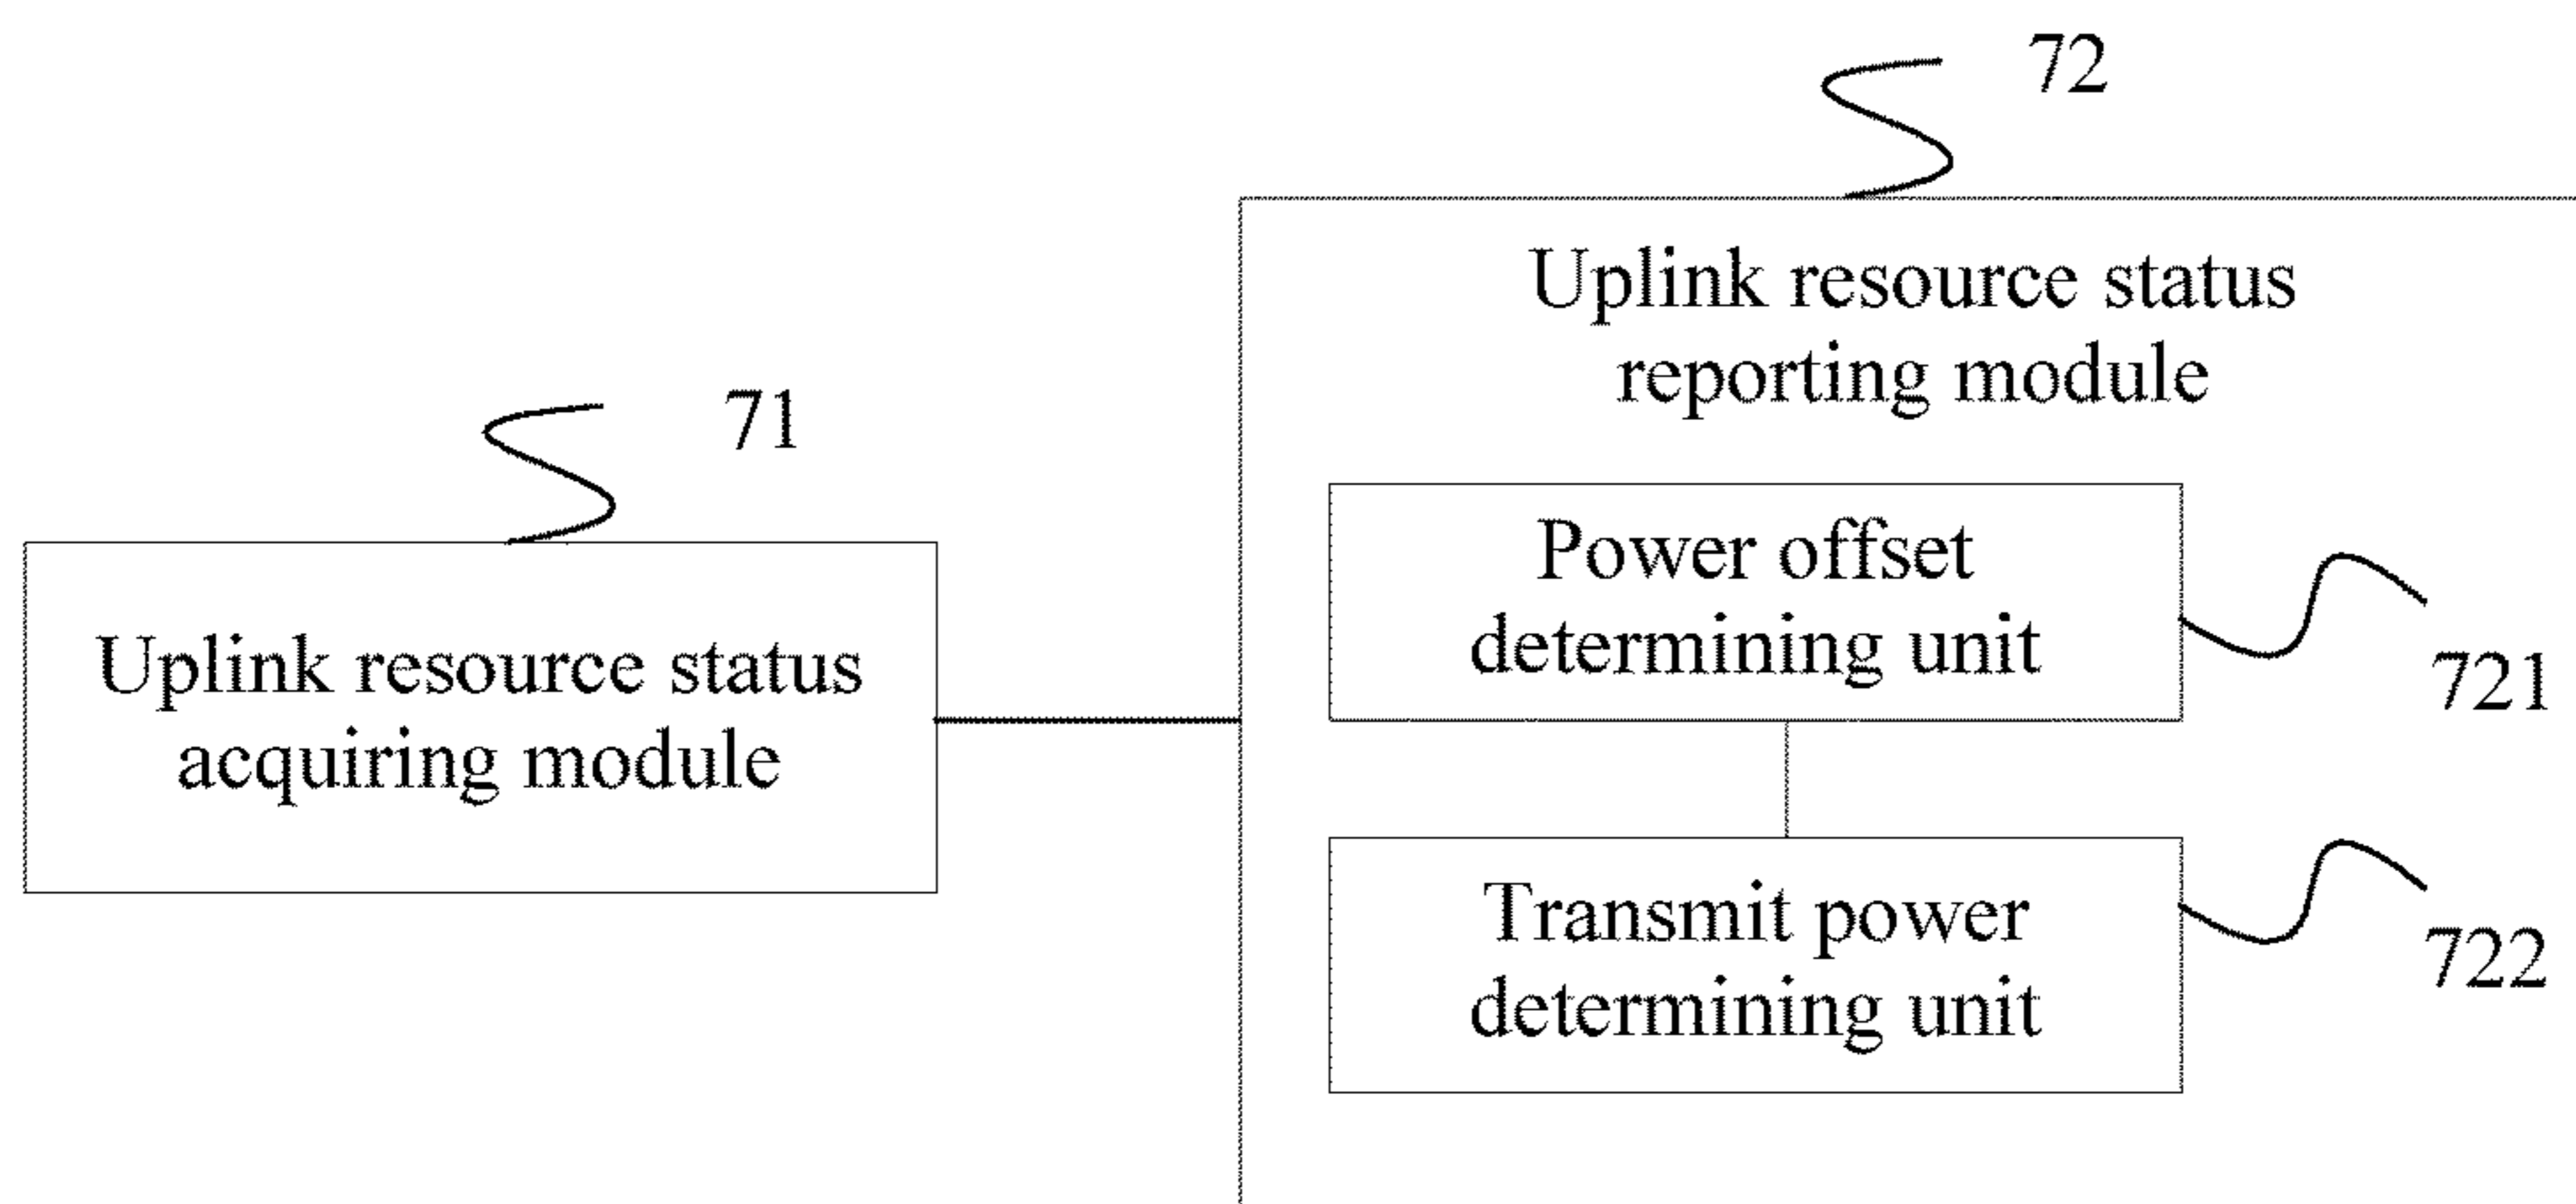 72
Uplink resource status
reporting module
71
Power offset
determining unit
721
Uplink resource status
acquiring module
Transmit power
determining unit
722